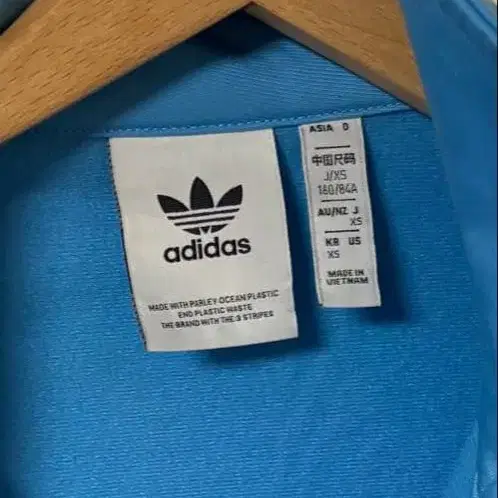 adidas
MADE WITH PARLEY OCEAN PLASTIC
END PLASTIC WASTE
THE BRAND WITH THE 3 STRIPES
ASIA O
中国尺码
J/XS
160/84A
AU/NZ J
XS
KR US
XS
MADE IN
VIETNAM